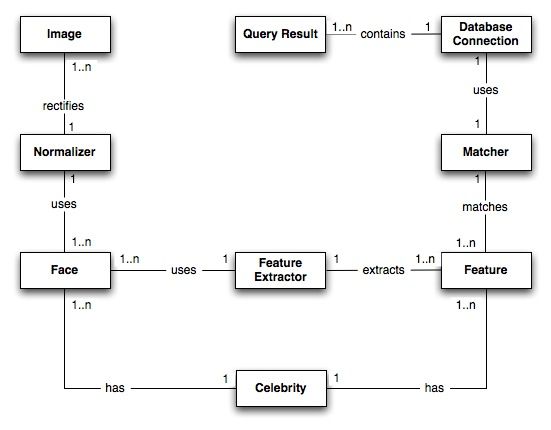 Image
Query Result
1..n
contains
1
Database
Connection
1..n
1
rectifies
uses
1
1
Normalizer
Matcher
1
1
uses
matches
1..n
1..n
Face
1..n
uses
1
Feature
Extractor
1
extracts
1..n
Feature
1..n
1..n
has
1
Celebrity
1
has